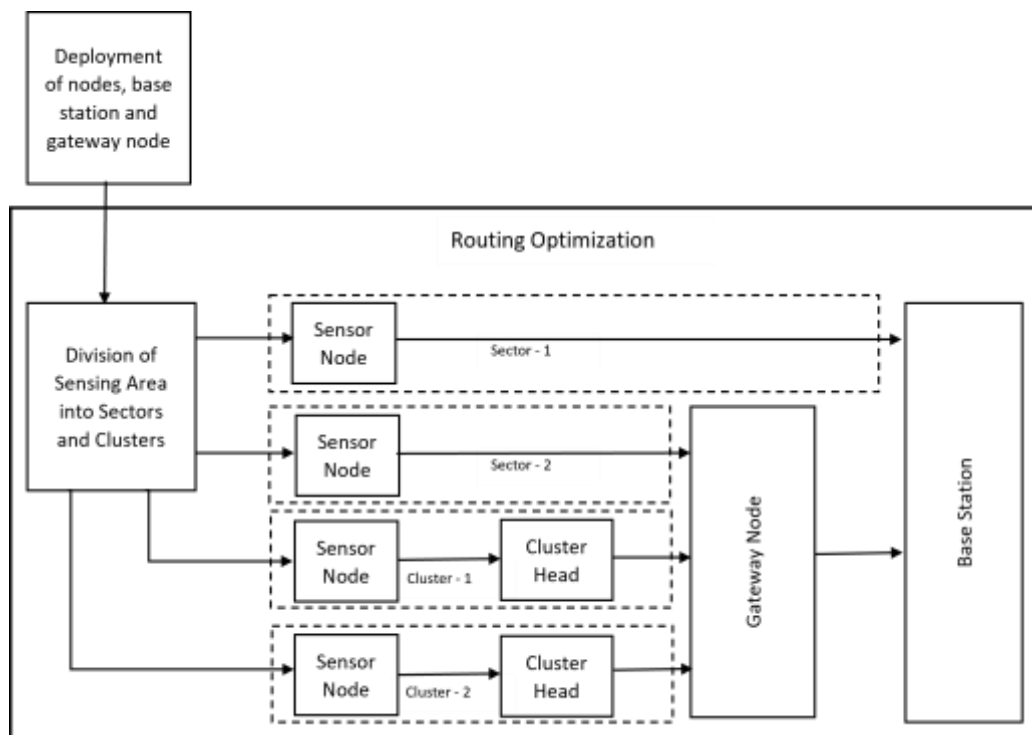 Deployment
of nodes, base
station and
gateway node
Routing Optimization
Division of
Sensing Area
into Sectors
and Clusters
Sensor
Node
Sector - 1
Sensor
Node
Sector - 2
Sensor
Node
Cluster - 1
Cluster
Head
Sensor
Node
Cluster - 2
Cluster
Head
Gateway Node
Base Station